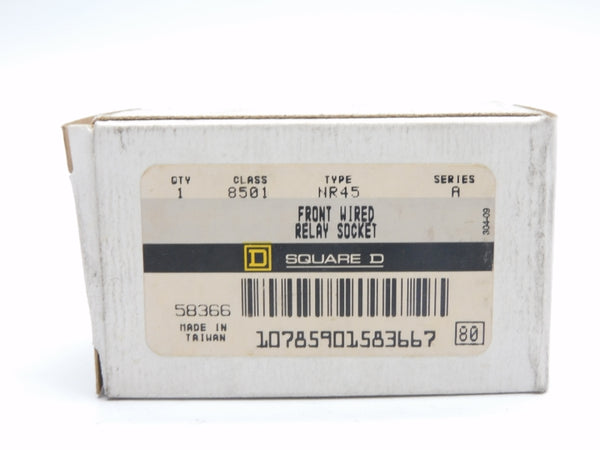 QTY CLASS TYPE SERIES
1 8501 NR45 A
FRONT WIRED
RELAY SOCKET
304-09
D SQUARE D
58366
MADE IN
TAIWAN
10785901583667
80